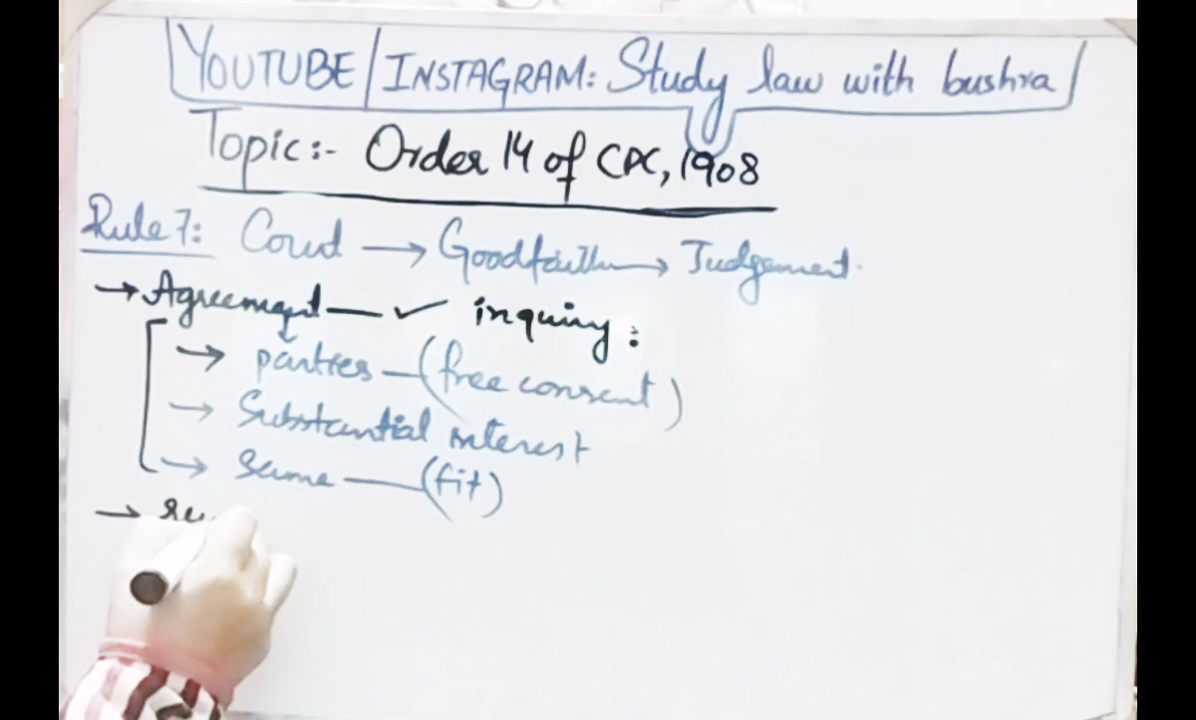 YOUTUBE/INSTAGRAM: Study law with bushra
Topic:- Order 14 of CPC, 1908
Rule 7: Court → Goodfaith → Judgement.
→ Agreement — ✓ inquiry:
→ parties — (free consent)
→ Substantial interest
→ same — (fit)
→